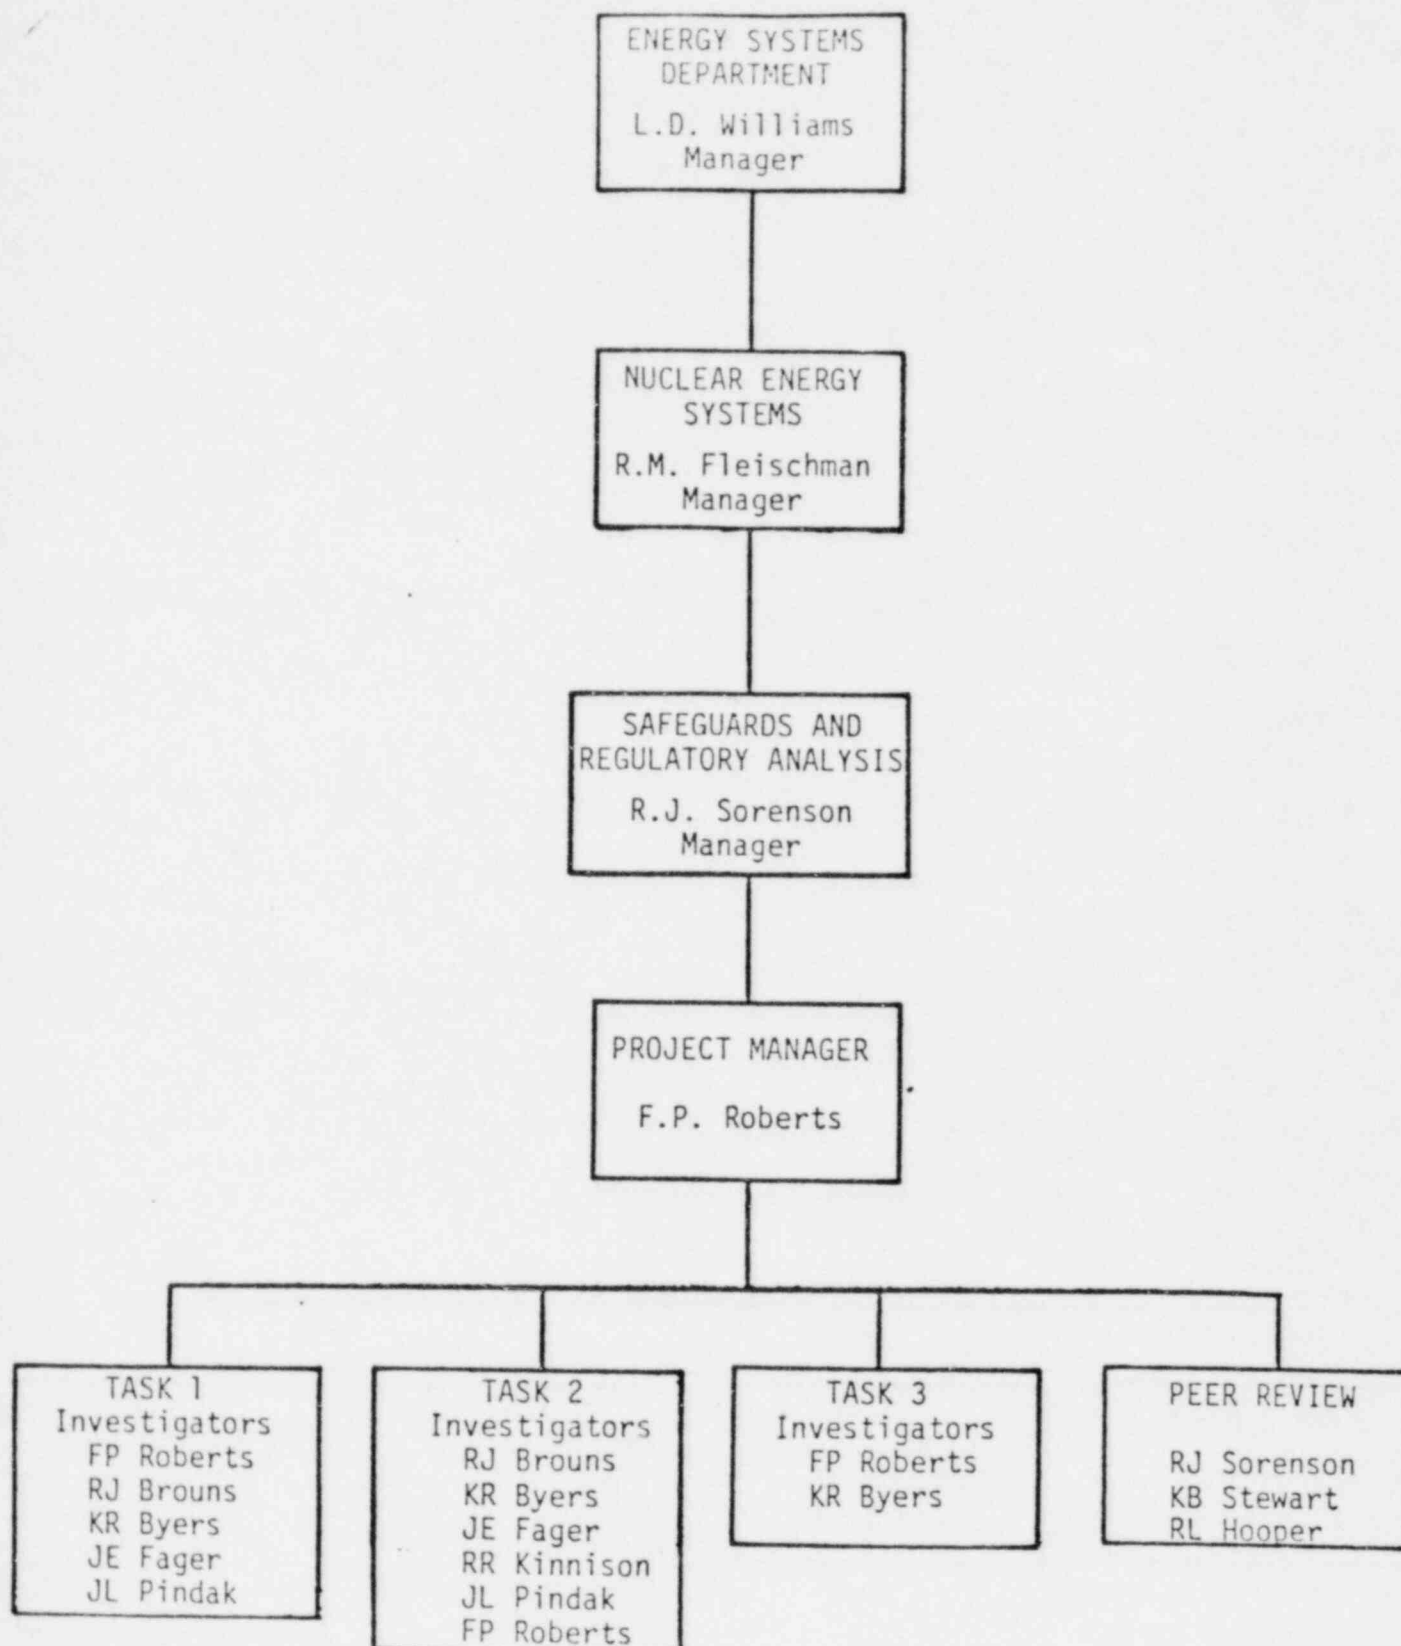 ENERGY SYSTEMS
DEPARTMENT
L.D. Williams
Manager
NUCLEAR ENERGY
SYSTEMS
R.M. Fleischman
Manager
SAFEGUARDS AND
REGULATORY ANALYSIS
R.J. Sorenson
Manager
PROJECT MANAGER
F.P. Roberts
TASK 1
Investigators
FP Roberts
RJ Brouns
KR Byers
JE Fager
JL Pindak
TASK 2
Investigators
RJ Brouns
KR Byers
JE Fager
RR Kinnison
JL Pindak
FP Roberts
TASK 3
Investigators
FP Roberts
KR Byers
PEER REVIEW
RJ Sorenson
KB Stewart
RL Hooper